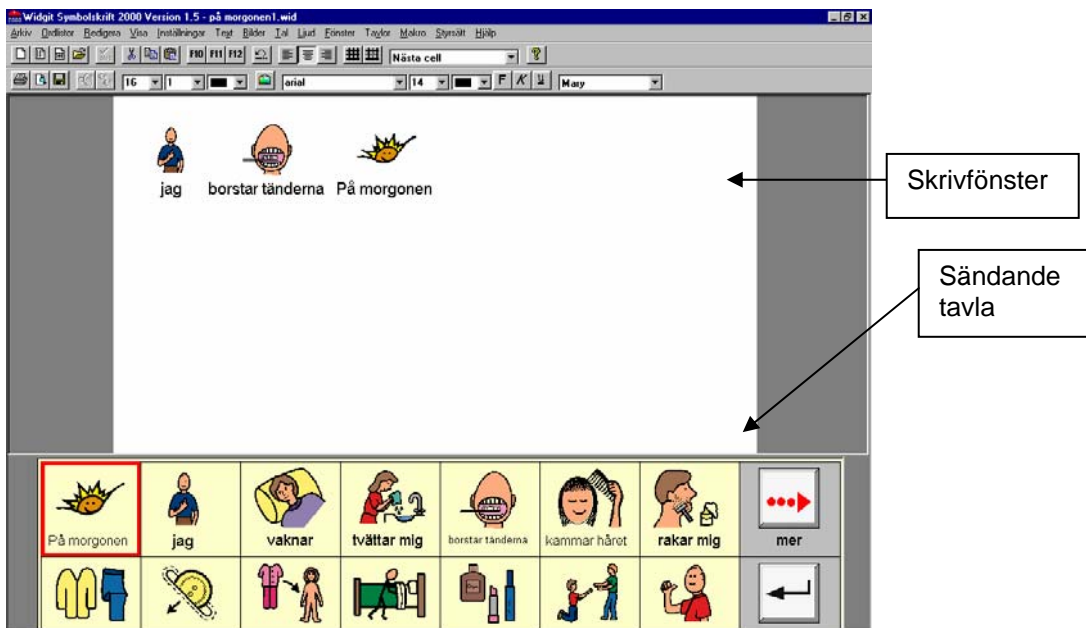 Widgit Symbolskrift 2000 Version 1.5 - på morgonen1.wid
Arkiv Ordlistor Redigera Visa Inställningar Text Bilder Tal Ljud Fönster Tavlor Makro Styrsätt Hjälp
F10 F11 F12 Nästa cell
16 1 arial 14 F K U Mary
jag borstar tänderna På morgonen
Skrivfönster
Sändande
tavla
På morgonen jag vaknar tvättar mig borstar tänderna kammar håret rakar mig mer